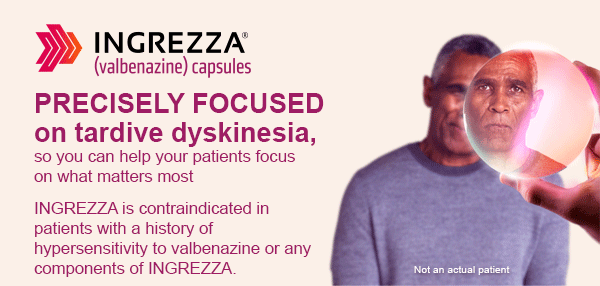 INGREZZA®
(valbenazine) capsules
PRECISELY FOCUSED
on tardive dyskinesia,
so you can help your patients focus
on what matters most
INGREZZA is contraindicated in
patients with a history of
hypersensitivity to valbenazine or any
components of INGREZZA.
Not an actual patient